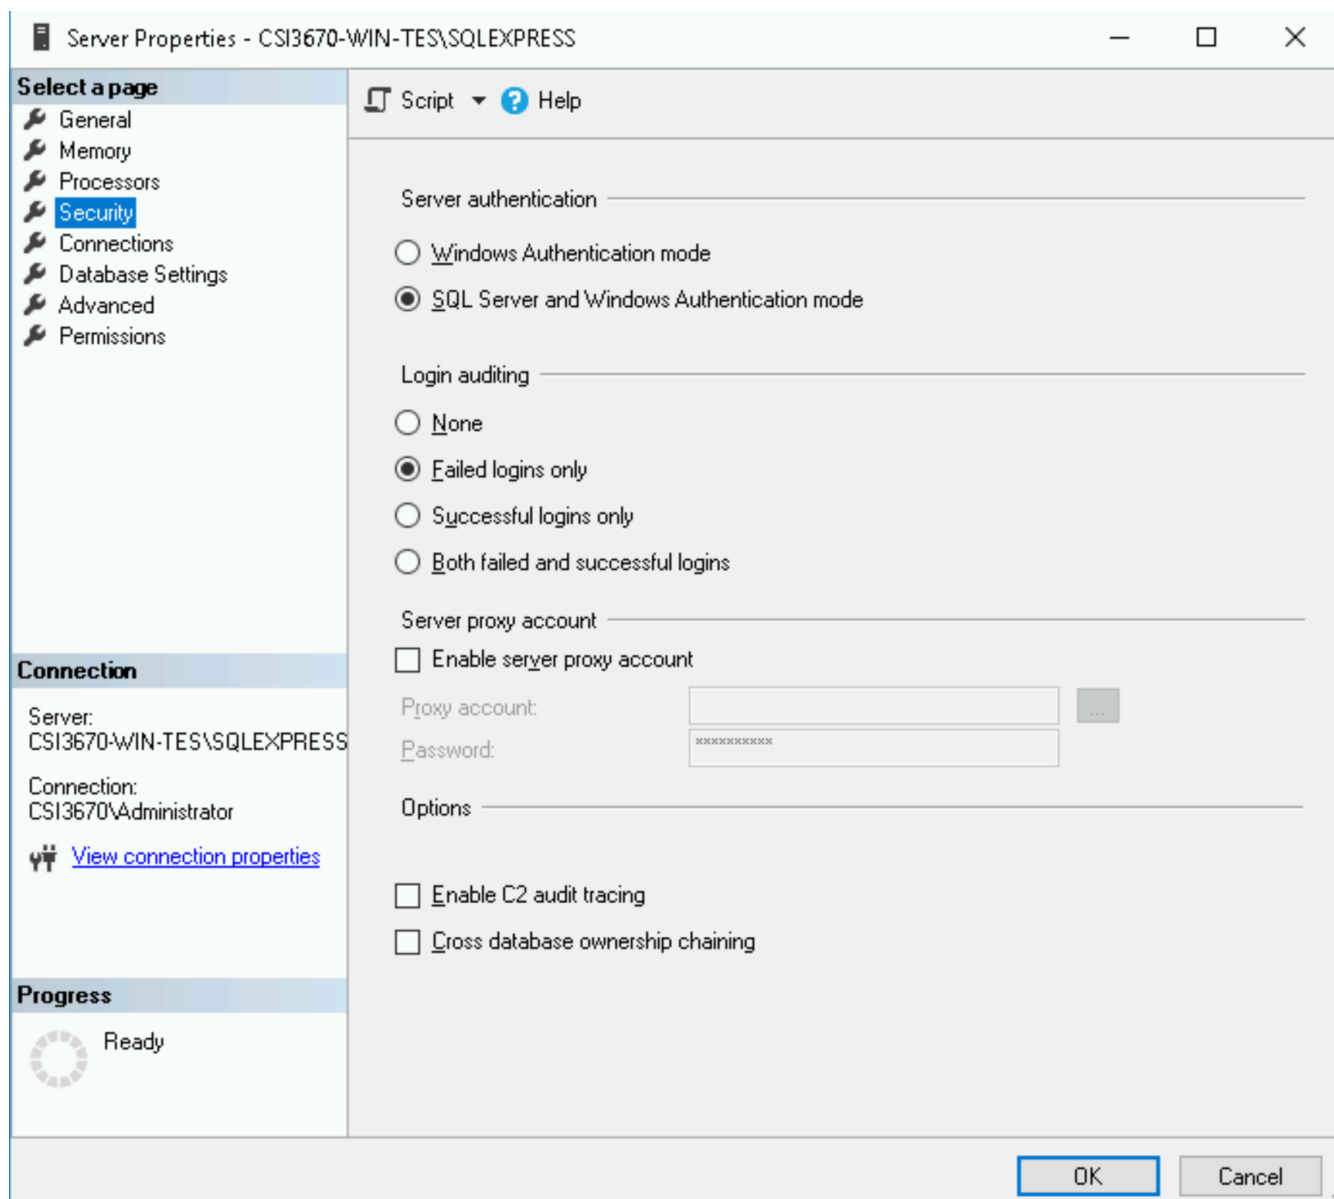 Server Properties - CSI3670-WIN-TES\SQLEXPRESS
Select a page
General
Memory
Processors
Security
Connections
Database Settings
Advanced
Permissions
Connection
Server:
CSI3670-WIN-TES\SQLEXPRESS
Connection:
CSI3670\Administrator
View connection properties
Progress
Ready
Script
Help
Server authentication
Windows Authentication mode
SQL Server and Windows Authentication mode
Login auditing
None
Failed logins only
Successful logins only
Both failed and successful logins
Server proxy account
Enable server proxy account
Proxy account:
...
Password: **********
Options
Enable C2 audit tracing
Cross database ownership chaining
OK
Cancel